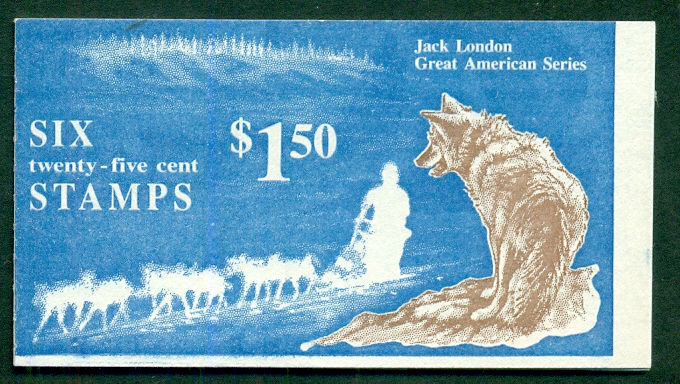 Jack London
Great American Series
SIX
twenty-five cent
STAMPS
$1.50